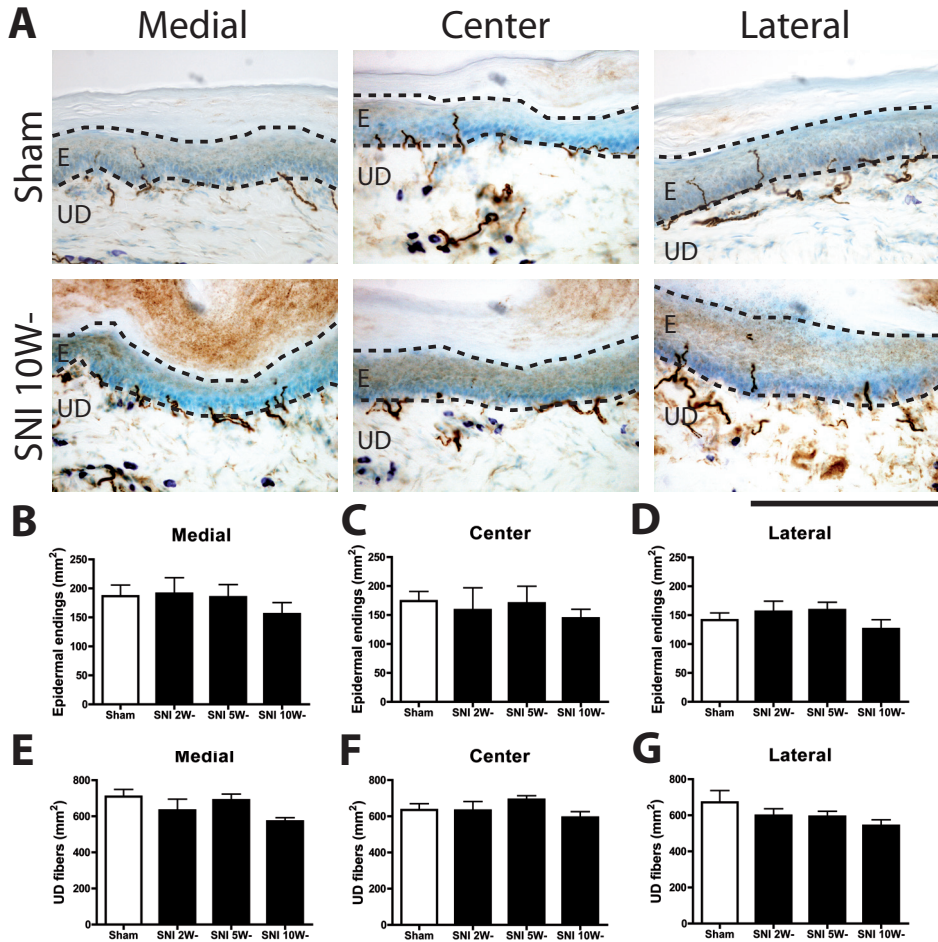 A
Medial
Center
Lateral
Sham
E
UD
E
UD
E
UD
SNI 10W-
E
UD
E
UD
E
UD
B
Medial
Epidermal endings (mm²)
250
200
150
100
50
0
Sham
SNI 2W-
SNI 5W-
SNI 10W-
C
Center
Epidermal endings (mm²)
250
200
150
100
50
0
Sham
SNI 2W-
SNI 5W-
SNI 10W-
D
Lateral
Epidermal endings (mm²)
250
200
150
100
50
0
Sham
SNI 2W-
SNI 5W-
SNI 10W-
E
Medial
UD fibers (mm²)
800
600
400
200
0
Sham
SNI 2W-
SNI 5W-
SNI 10W-
F
Center
UD fibers (mm²)
800
600
400
200
0
Sham
SNI 2W-
SNI 5W-
SNI 10W-
G
Lateral
UD fibers (mm²)
800
600
400
200
0
Sham
SNI 2W-
SNI 5W-
SNI 10W-